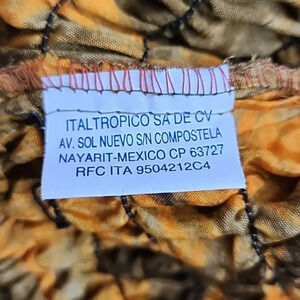 ITALTROPICO SA DE CV
AV. SOL NUEVO S/N COMPOSTELA
NAYARIT-MEXICO CP 63727
RFC ITA 9504212C4